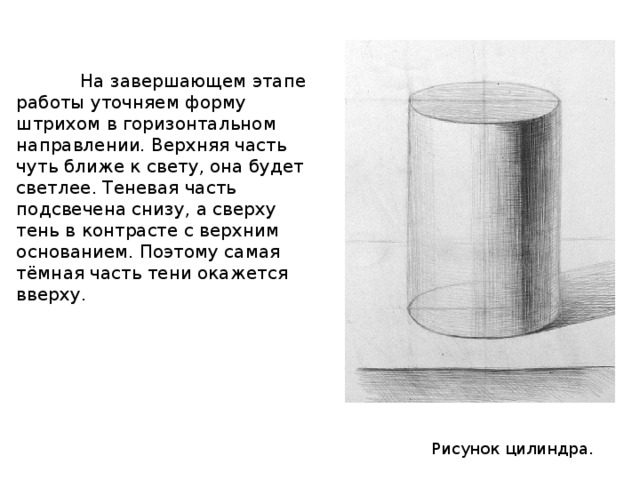 На завершающем этапе
работы уточняем форму
штрихом в горизонтальном
направлении. Верхняя часть
чуть ближе к свету, она будет
светлее. Теневая часть
подсвечена снизу, а сверху
тень в контрасте с верхним
основанием. Поэтому самая
тёмная часть тени окажется
вверху.
Рисунок цилиндра.